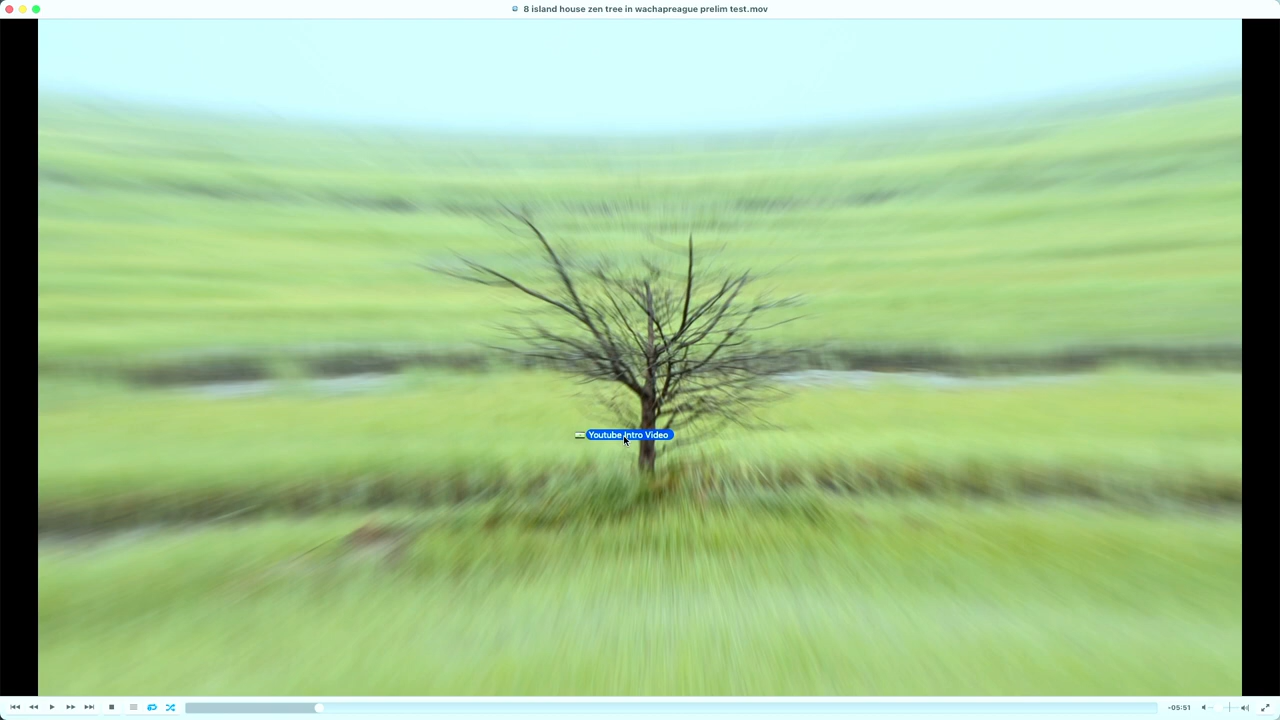 8 island house zen tree in wachapreague prelim test.mov
Youtube Intro Video
-05:51